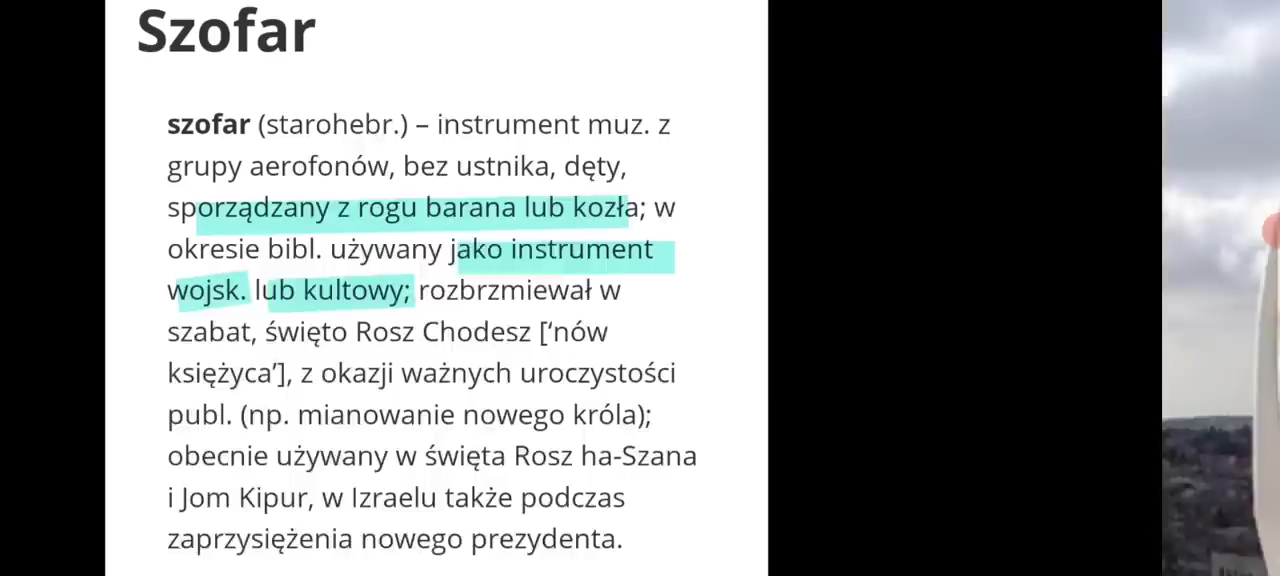 Szofar
szofar (starohebr.) – instrument muz. z
grupy aerofonów, bez ustnika, dęty,
sporządzany z rogu barana lub kozła; w
okresie bibl. używany jako instrument
wojsk. lub kultowy; rozbrzmiewał w
szabat, święto Rosz Chodesz [‘nów
księżyca’], z okazji ważnych uroczystości
publ. (np. mianowanie nowego króla);
obecnie używany w święta Rosz ha-Szana
i Jom Kipur, w Izraelu także podczas
zaprzysiężenia nowego prezydenta.